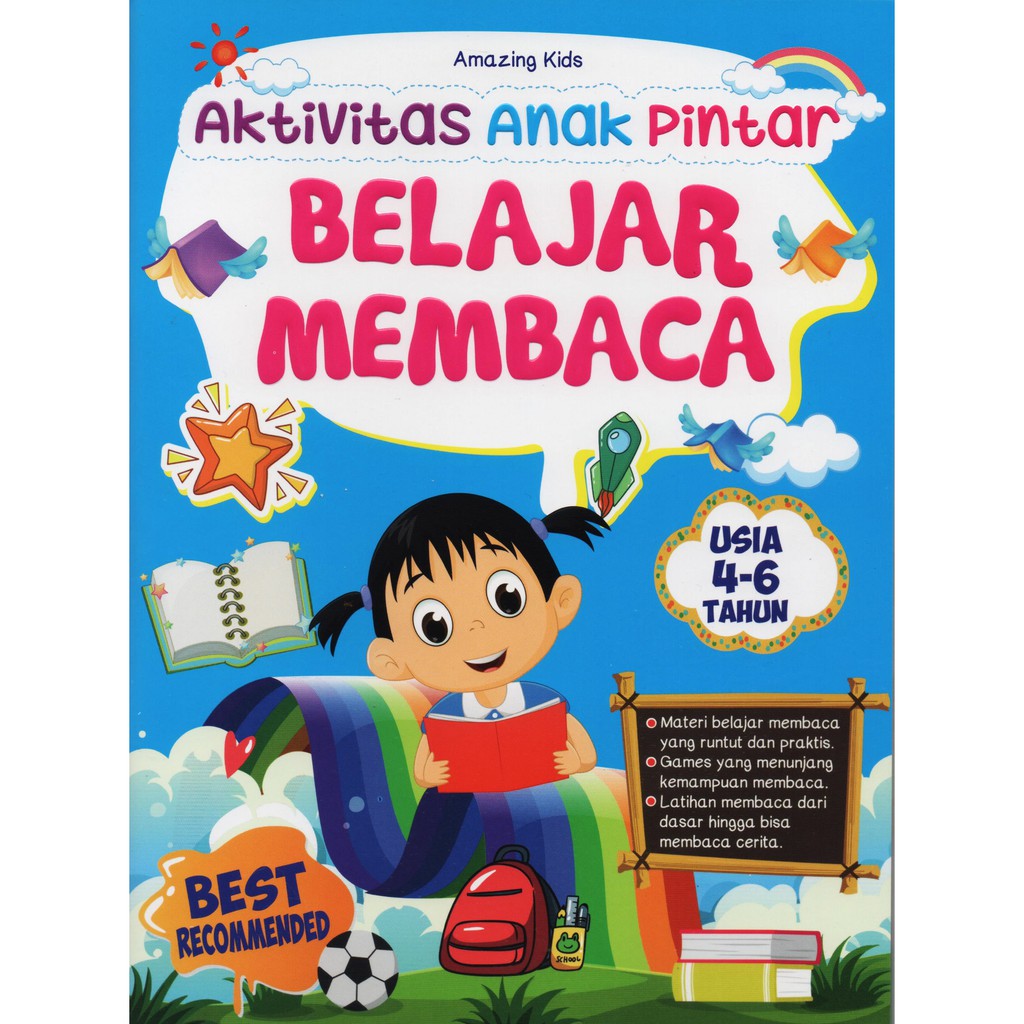 Amazing Kids
Aktivitas Anak Pintar
BELAJAR
MEMBACA
USIA
4-6
TAHUN
Materi belajar membaca
yang runtut dan praktis.
Games yang menunjang
kemampuan membaca.
Latihan membaca dari
dasar hingga bisa
membaca cerita.
BEST
RECOMMENDED
SCHOOL